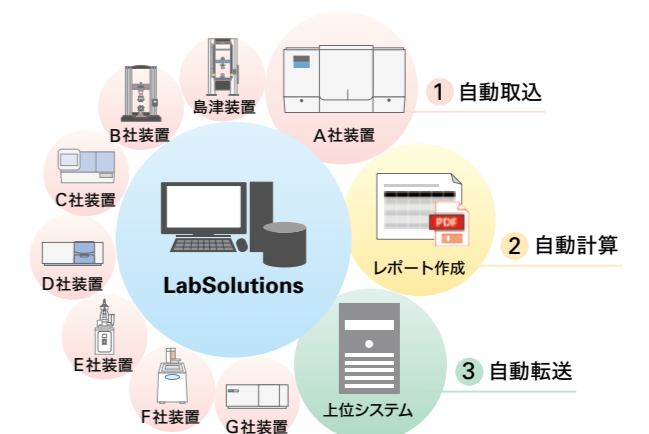 島津装置
B社装置
A社装置
1 自動取込
C社装置
LabSolutions
PDF
レポート作成
2 自動計算
D社装置
E社装置
F社装置
G社装置
上位システム
3 自動転送